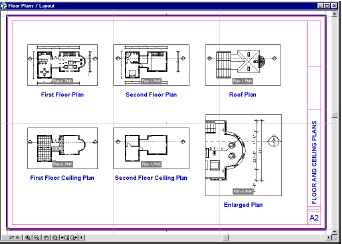 Floor Plans / Layout
First Floor Plan
Second Floor Plan
Roof Plan
First Floor Ceiling Plan
Second Floor Ceiling Plan
Enlarged Plan
FLOOR AND CEILING PLANS
A2